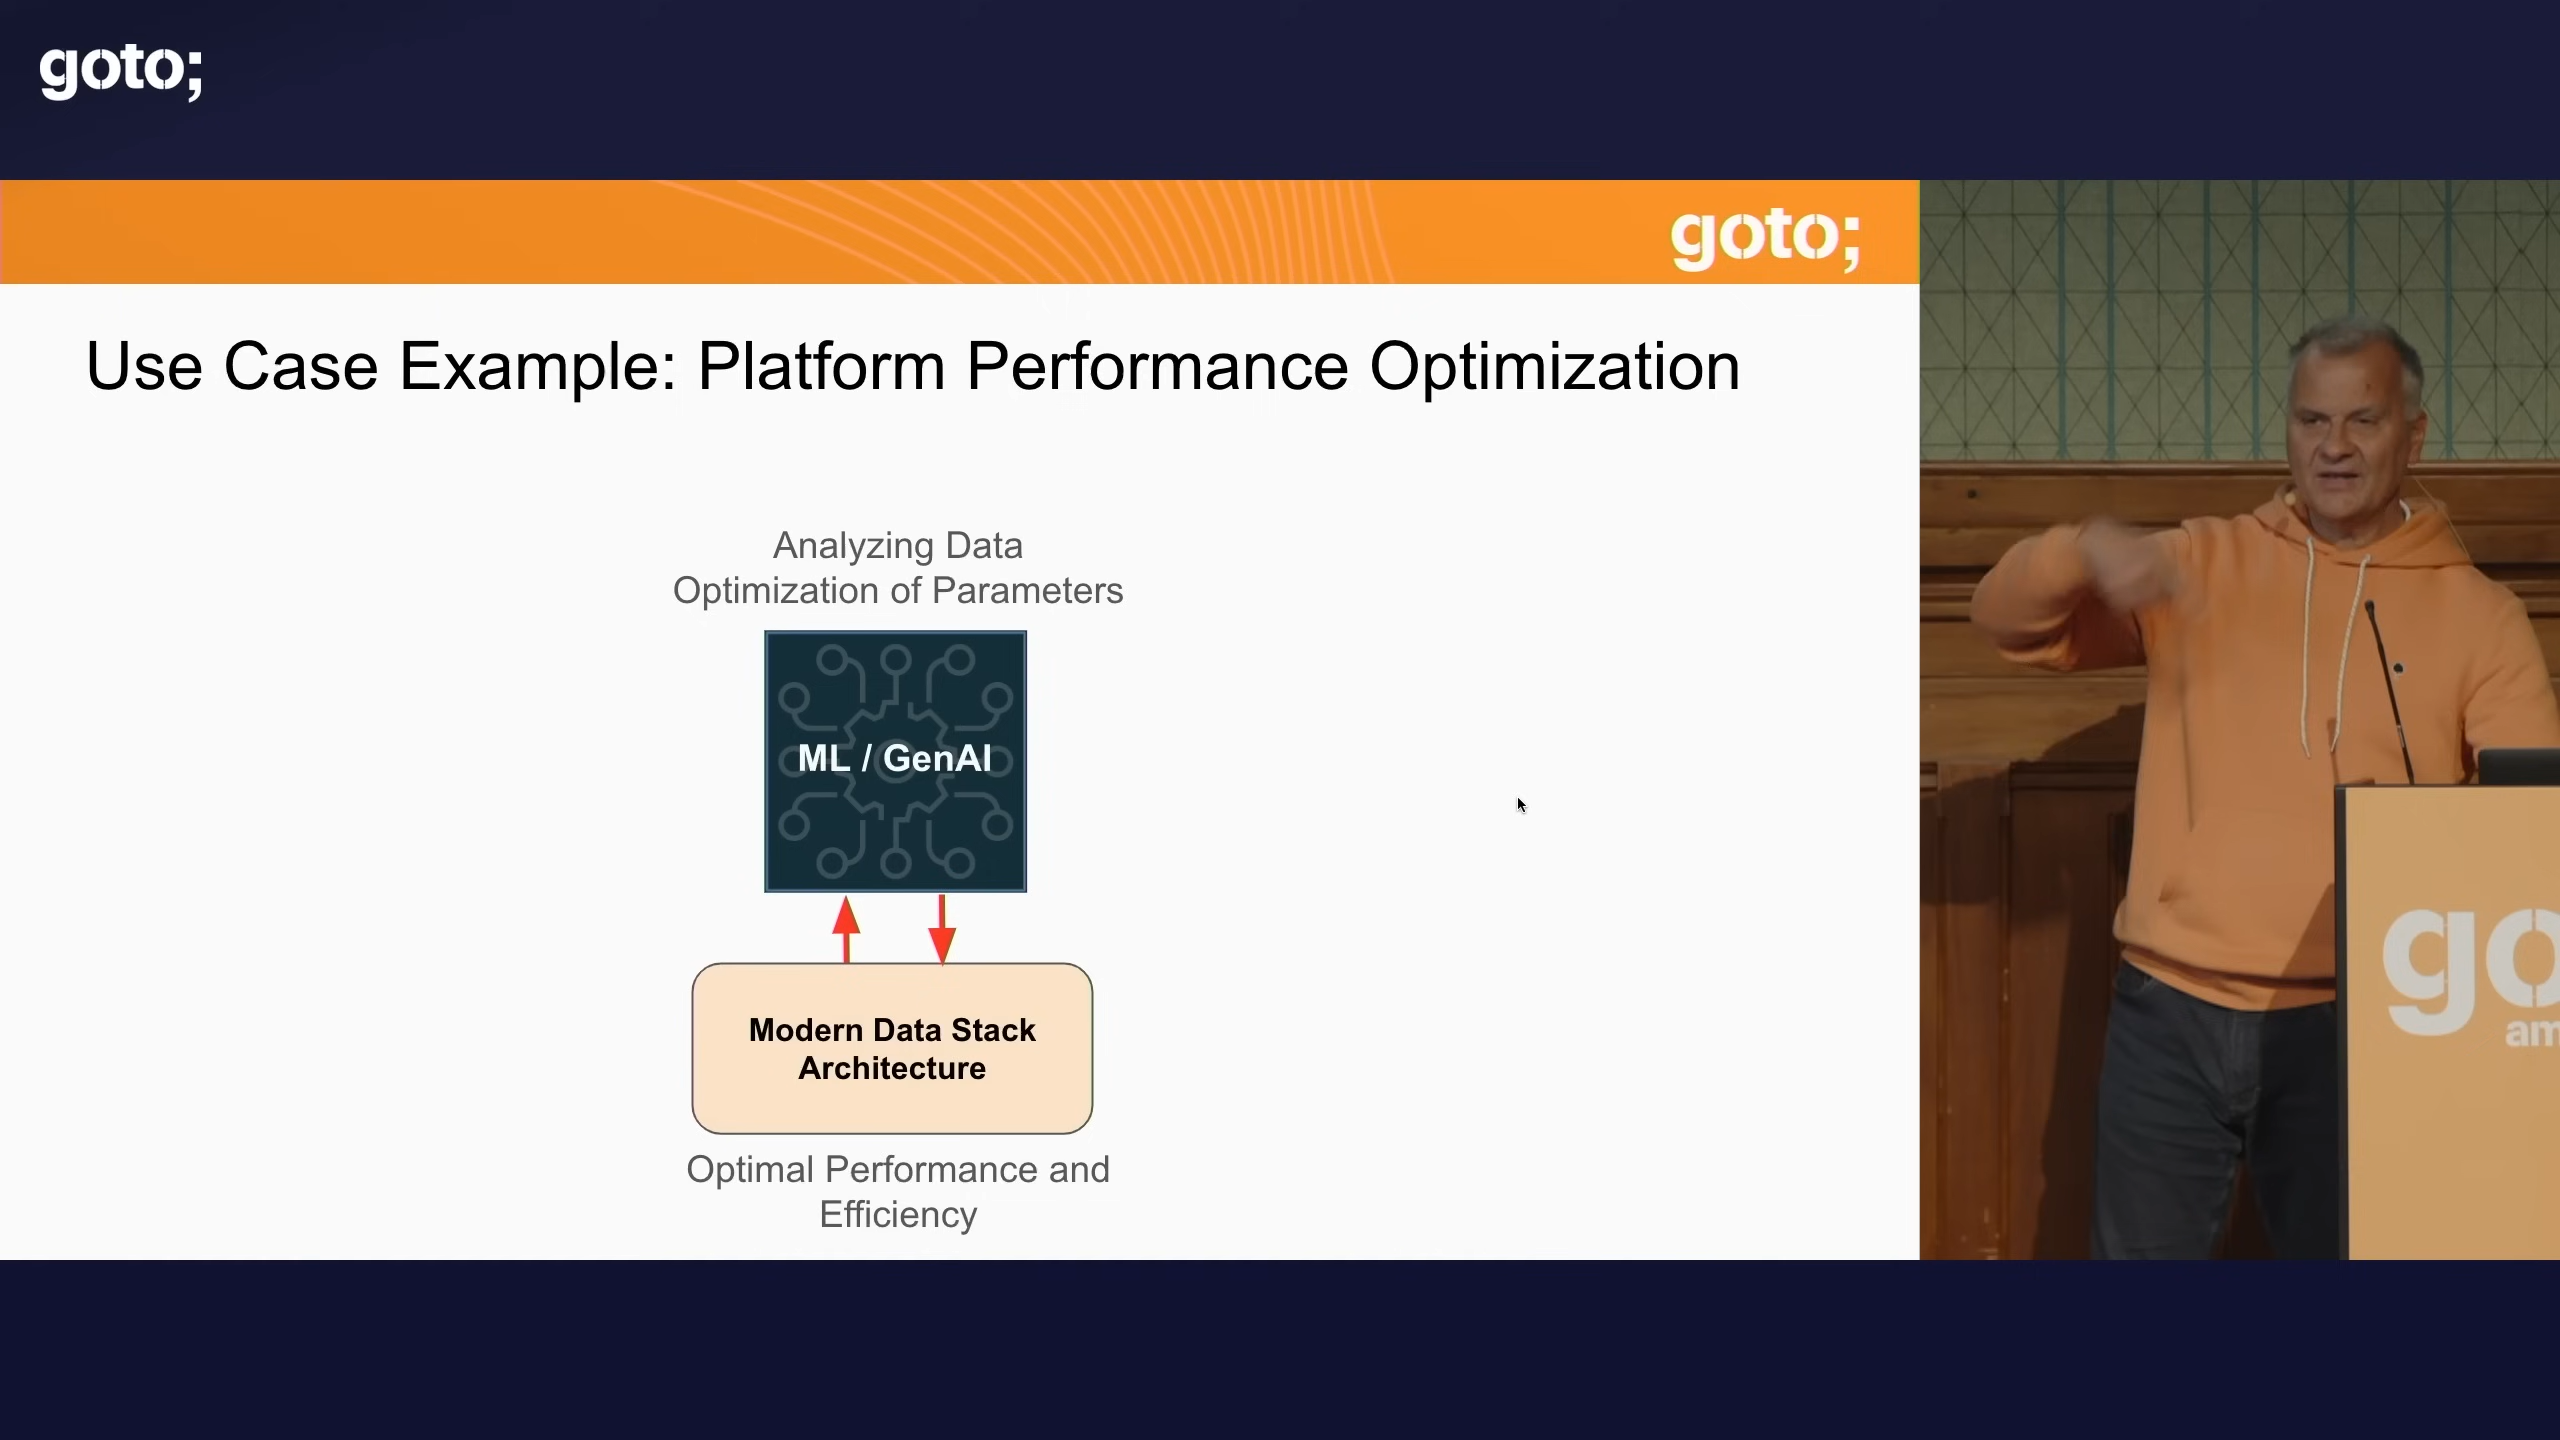 goto;
goto;
Use Case Example: Platform Performance Optimization
Analyzing Data
Optimization of Parameters
ML / GenAI
Modern Data Stack
Architecture
Optimal Performance and
Efficiency
go
am